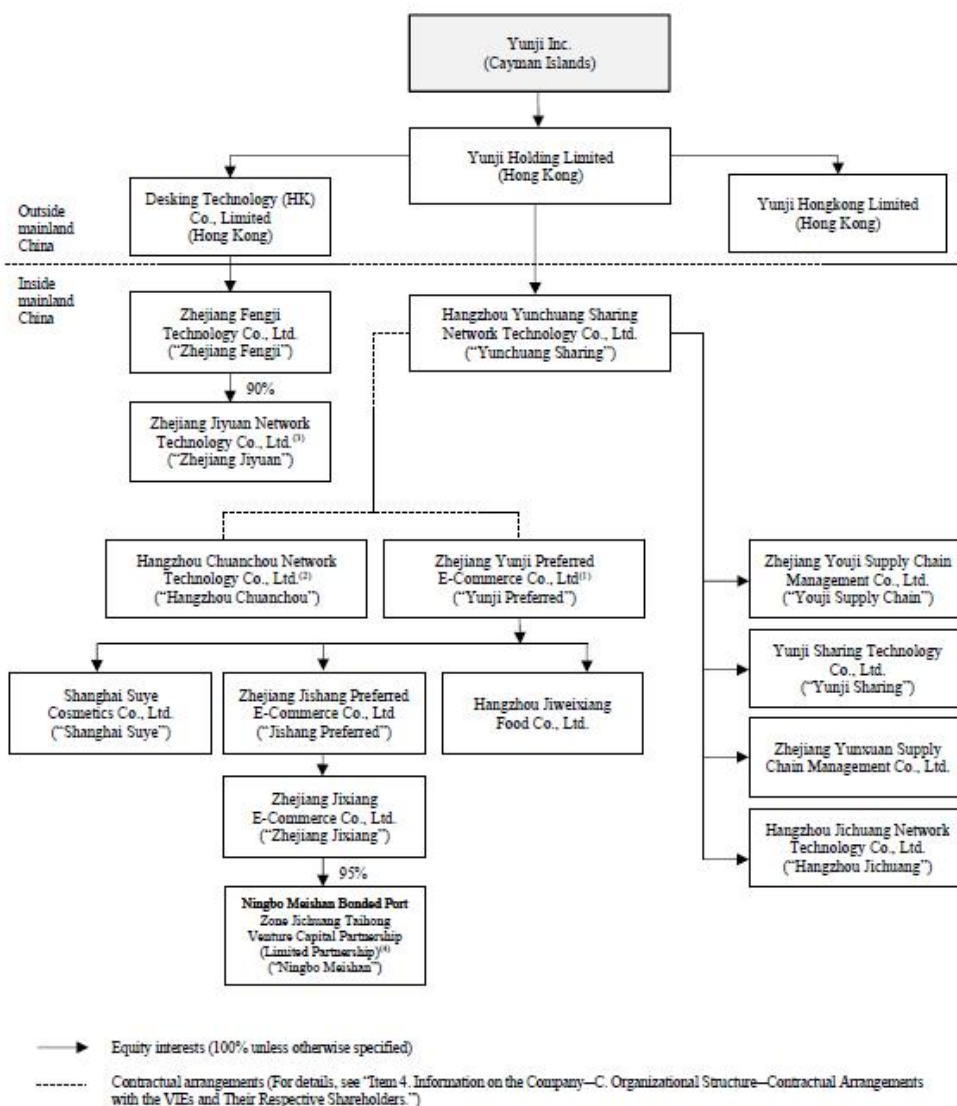 Yunji Inc.
(Cayman Islands)
Yunji Holding Limited
(Hong Kong)
Desking Technology (HK)
Co., Limited
(Hong Kong)
Yunji Hongkong Limited
(Hong Kong)
Outside
mainland
China
Inside
mainland
China
Zhejiang Fengji
Technology Co., Ltd.
(“Zhejiang Fengji”)
Hangzhou Yunchuang Sharing
Network Technology Co., Ltd.
(“Yunchuang Sharing”)
90%
Zhejiang Jiyuan Network
Technology Co., Ltd.(3)
(“Zhejiang Jiyuan”)
Hangzhou Chuanchou Network
Technology Co., Ltd.(2)
(“Hangzhou Chuanchou”)
Zhejiang Yunji Preferred
E-Commerce Co., Ltd(1)
(“Yunji Preferred”)
Zhejiang Youji Supply Chain
Management Co., Ltd.
(“Youji Supply Chain”)
Yunji Sharing Technology
Co., Ltd.
(“Yunji Sharing”)
Shanghai Suye
Cosmetics Co., Ltd.
(“Shanghai Suye”)
Zhejiang Jishang Preferred
E-Commerce Co., Ltd
(“Jishang Preferred”)
Hangzhou Jiweixiang
Food Co., Ltd.
Zhejiang Yunxuan Supply
Chain Management Co., Ltd.
Zhejiang Jixiang
E-Commerce Co., Ltd.
(“Zhejiang Jixiang”)
Hangzhou Jichuang Network
Technology Co., Ltd.
(“Hangzhou Jichuang”)
95%
Ningbo Meishan Bonded Port
Zone Jichuang Taihong
Venture Capital Partnership
(Limited Partnership)(4)
(“Ningbo Meishan”)
Equity interests (100% unless otherwise specified)
Contractual arrangements (For details, see “Item 4. Information on the Company—C. Organizational Structure—Contractual Arrangements
with the VIEs and Their Respective Shareholders.”)